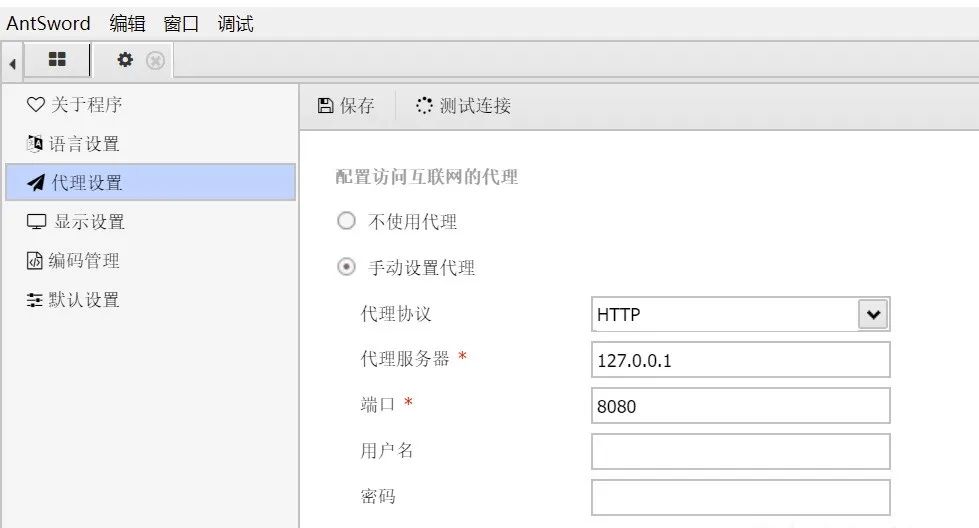 AntSword 编辑 窗口 调试
关于程序
语言设置
代理设置
显示设置
编码管理
默认设置
保存 测试连接
配置访问互联网的代理
不使用代理
手动设置代理
代理协议 HTTP
代理服务器 * 127.0.0.1
端口 * 8080
用户名
密码